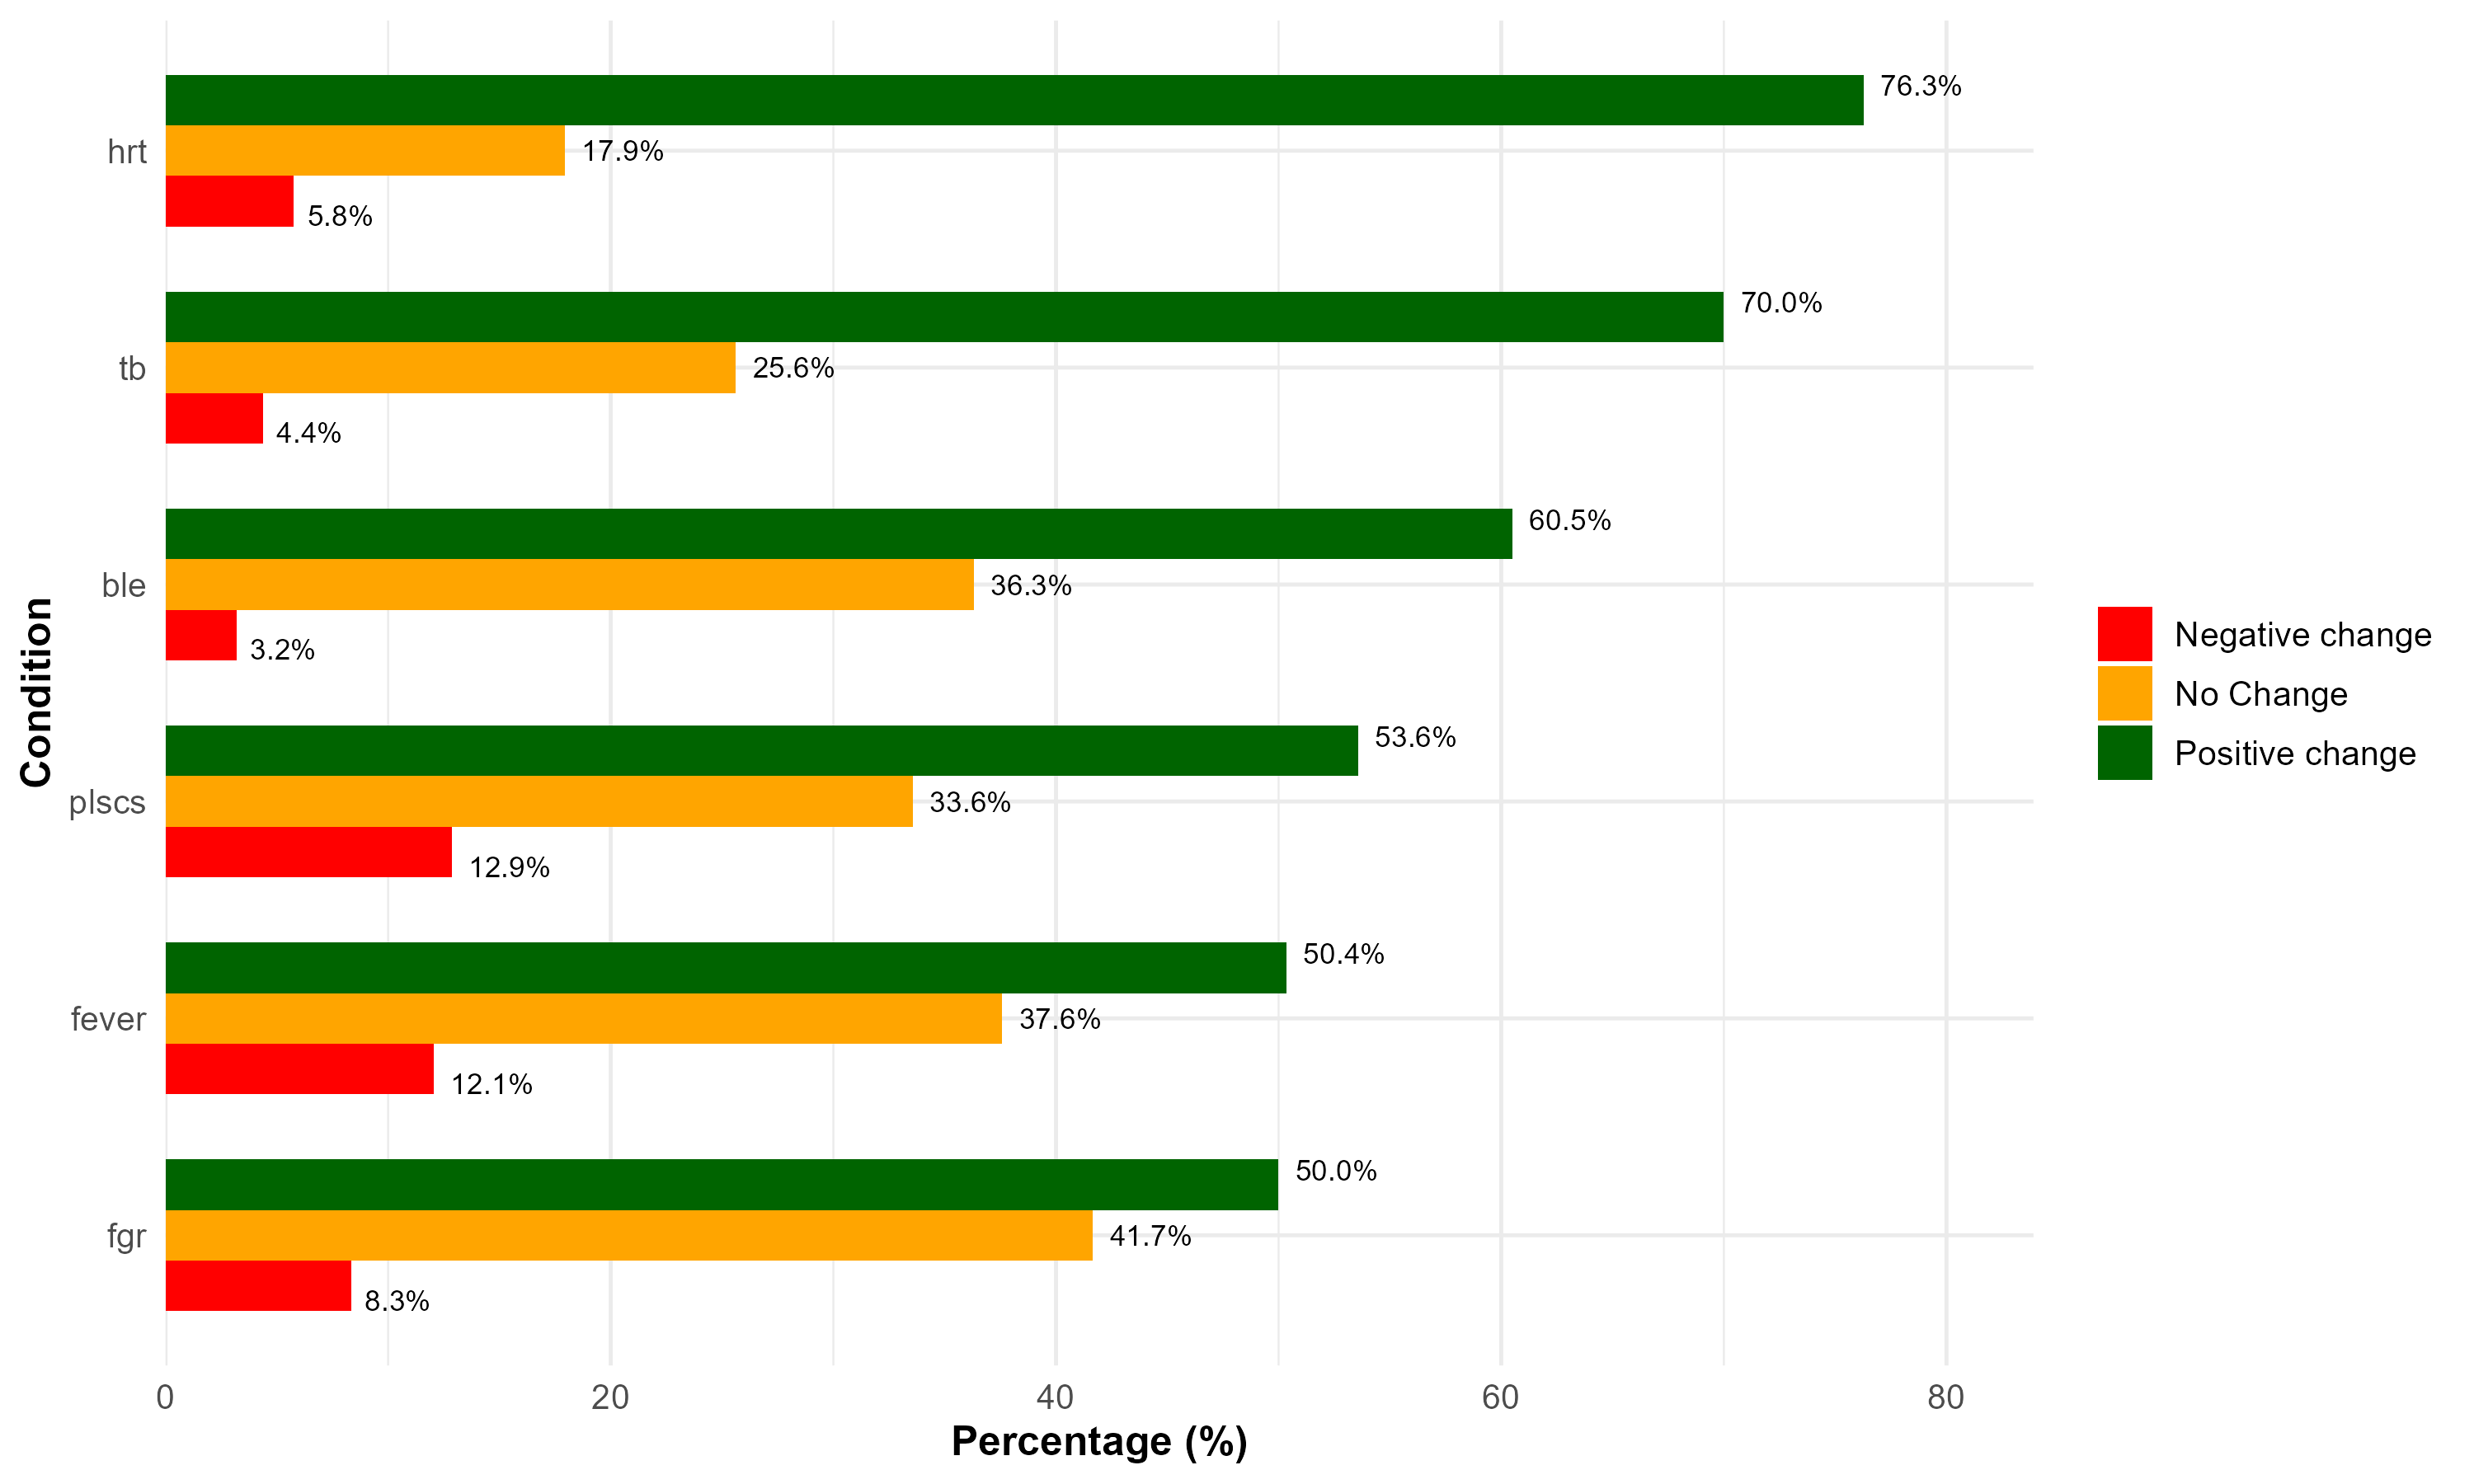 76.3%
hrt
17.9%
5.8%
70.0%
tb
25.6%
4.4%
60.5%
ble
36.3%
3.2%
53.6%
plscs
33.6%
12.9%
50.4%
fever
37.6%
12.1%
50.0%
fgr
41.7%
8.3%
Condition
0 20 40 60 80
Percentage (%)
Negative change
No Change
Positive change